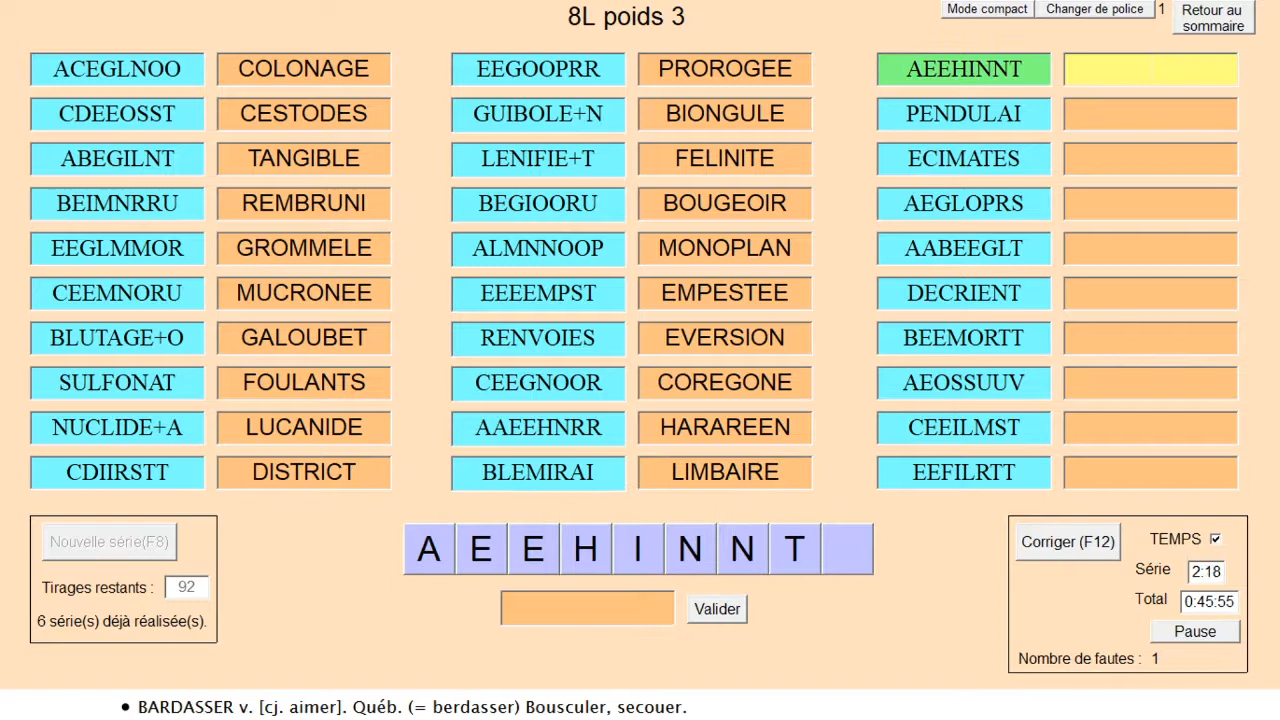 8L poids 3
Mode compact Changer de police 1 Retour au sommaire
ACEGLNOO COLONAGE EEGOOPRR PROROGEE AEEHINNT
CDEEOSST CESTODES GUIBOLE+N BIONGULE PENDULAI
ABEGILNT TANGIBLE LENIFIE+T FELINITE ECIMATES
BEIMNRRU REMBRUNI BEGIOORU BOUGEOIR AEGLOPRS
EEGLMMOR GROMMELE ALMNNOOP MONOPLAN AABEEGLT
CEEMNORU MUCRONEE EEEEMPST EMPESTEE DECRIENT
BLUTAGE+O GALOUBET RENVOIES EVERSION BEEMORTT
SULFONAT FOULANTS CEEGNOOR COREGONE AEOSSUUV
NUCLIDE+A LUCANIDE AAEEHNRR HARAREEN CEEILMST
CDIIRSTT DISTRICT BLEMIRAI LIMBAIRE EEFILRTT
Nouvelle série(F8)
Tirages restants : 92
6 série(s) déjà réalisée(s).
A E E H I N N T
Valider
Corriger (F12) TEMPS
Série 2:18
Total 0:45:55
Pause
Nombre de fautes : 1
• BARDASSER v. [cj. aimer]. Québ. (= berdasser) Bousculer, secouer.